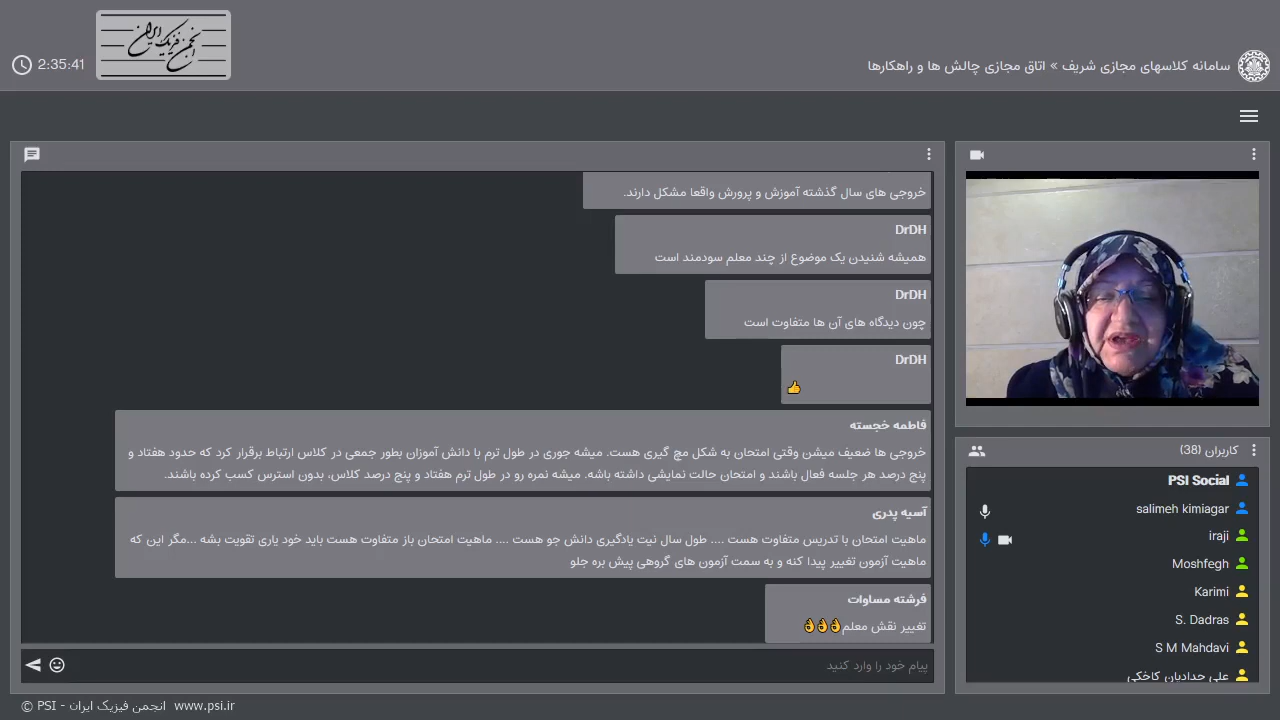 انجمن فیزیک ایران
2:35:41
سامانه کلاسهای مجازی شریف » اتاق مجازی چالش ها و راهکارها
خروجی های سال گذشته آموزش و پرورش واقعا مشکل دارند.
DrDH
همیشه شنیدن یک موضوع از چند معلم سودمند است
DrDH
چون دیدگاه های آن ها متفاوت است
DrDH
👍
فاطمه خجسته
خروجی ها ضعیف میشن وقتی امتحان به شکل مچ گیری هست. میشه جوری در طول ترم با دانش آموزان بطور جمعی در کلاس ارتباط برقرار کرد که حدود هفتاد و
پنج درصد هر جلسه فعال باشند و امتحان حالت نمایشی داشته باشه. میشه نمره رو در طول ترم هفتاد و پنج درصد کلاس، بدون استرس کسب کرده باشند.
آسیه پدری
ماهیت امتحان با تدریس متفاوت هست .... طول سال نیت یادگیری دانش جو هست .... ماهیت امتحان باز متفاوت هست باید خود یاری تقویت بشه ...مگر این که
ماهیت آزمون تغییر پیدا کنه و به سمت آزمون های گروهی پیش بره جلو
فرشته مساوات
تغییر نقش معلم👌👌👌
پیام خود را وارد کنید
کاربران (38)
PSI Social
salimeh kimiagar
iraji
Moshfegh
Karimi
S. Dadras
S M Mahdavi
علی حدادیان کاخکی
© PSI - انجمن فیزیک ایران www.psi.ir